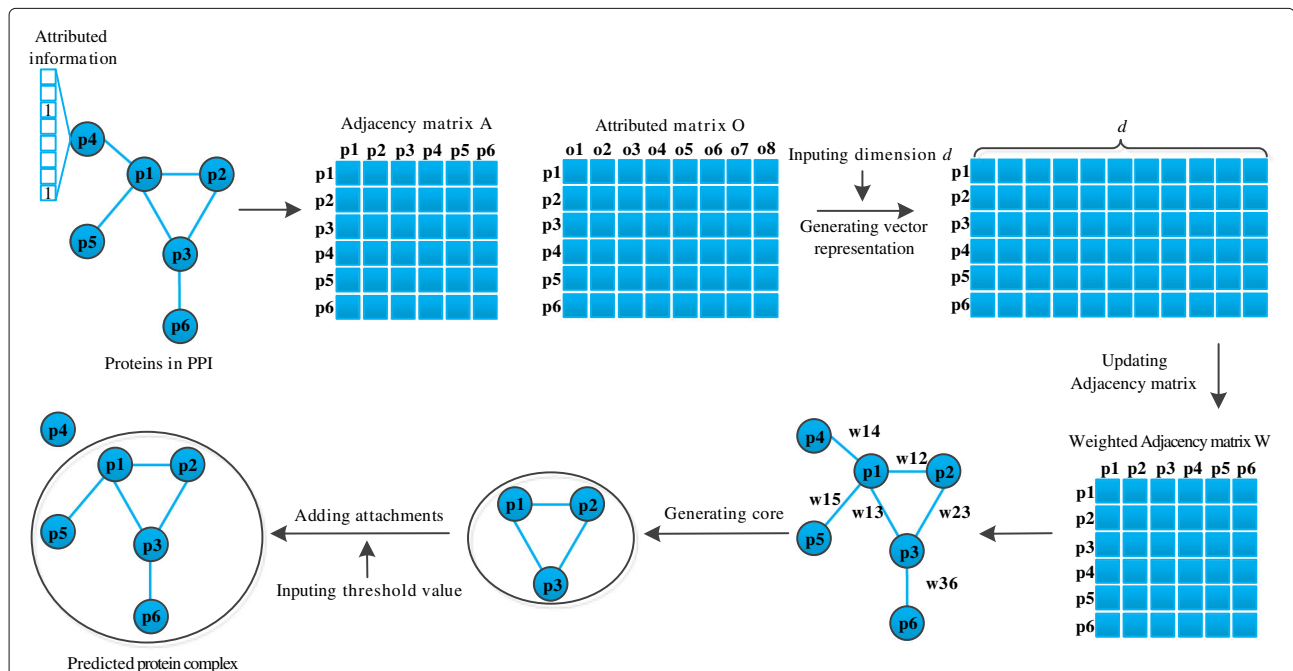 Attributed
information
1
1
p4
p1
p2
p5
p3
p6
Proteins in PPI
Adjacency matrix A
p1 p2 p3 p4 p5 p6
p1
p2
p3
p4
p5
p6
Attributed matrix O
o1 o2 o3 o4 o5 o6 o7 o8
p1
p2
p3
p4
p5
p6
Inputing dimension d
Generating vector
representation
d
p1
p2
p3
p4
p5
p6
Updating
Adjacency matrix
Weighted Adjacency matrix W
p1 p2 p3 p4 p5 p6
p1
p2
p3
p4
p5
p6
p4
w14
p1
w12
p2
w15
w13
w23
p5
p3
w36
p6
Generating core
p1
p2
p3
Adding attachments
Inputing threshold value
p4
p1
p2
p5
p3
p6
Predicted protein complex